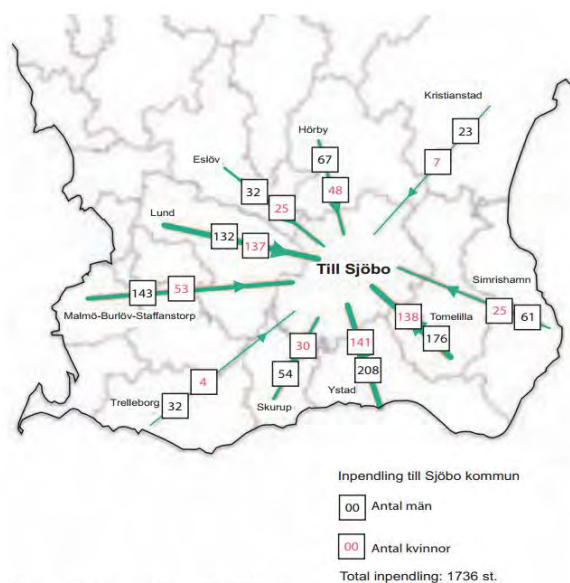 Kristianstad
23
7
Hörby
67
48
Eslöv
32
25
Lund
132
137
Till Sjöbo
Simrishamn
25
61
143
53
Malmö-Burlöv-Staffanstorp
138
Tomelilla
176
30
54
Skurup
141
208
Ystad
4
Trelleborg
32
Inpendling till Sjöbo kommun
00 Antal män
00 Antal kvinnor
Total inpendling: 1736 st.